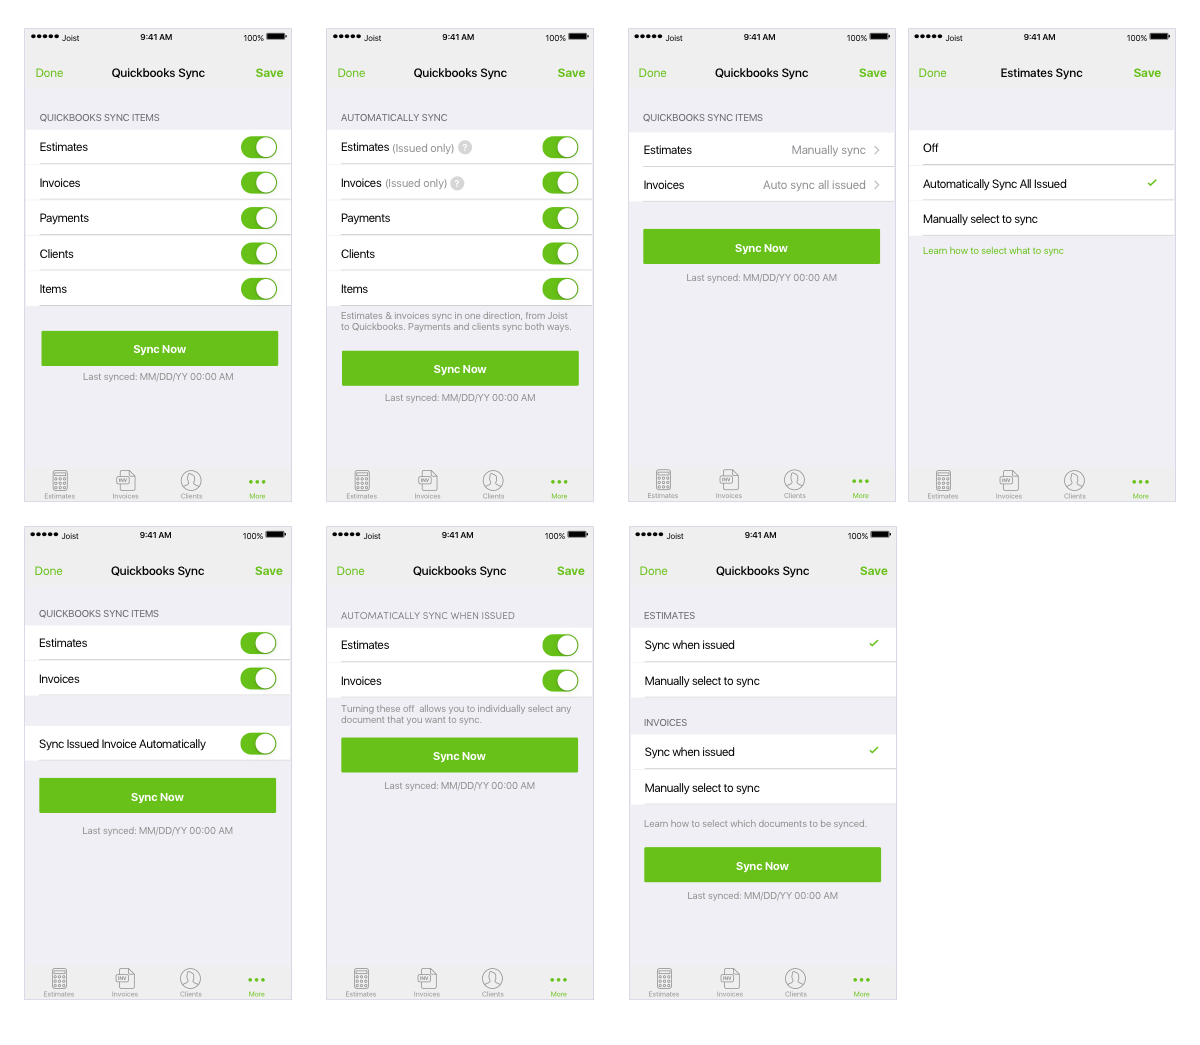 Joist 9:41 AM 100%
Done Quickbooks Sync Save
QUICKBOOKS SYNC ITEMS
Estimates
Invoices
Payments
Clients
Items
Sync Now
Last synced: MM/DD/YY 00:00 AM
INV
Estimates Invoices Clients More
Joist 9:41 AM 100%
Done Quickbooks Sync Save
AUTOMATICALLY SYNC
Estimates (Issued only) ?
Invoices (Issued only) ?
Payments
Clients
Items
Estimates & invoices sync in one direction, from Joist
to Quickbooks. Payments and clients sync both ways.
Sync Now
Last synced: MM/DD/YY 00:00 AM
INV
Estimates Invoices Clients More
Joist 9:41 AM 100%
Done Quickbooks Sync Save
QUICKBOOKS SYNC ITEMS
Estimates Manually sync
Invoices Auto sync all issued
Sync Now
Last synced: MM/DD/YY 00:00 AM
INV
Estimates Invoices Clients More
Joist 9:41 AM 100%
Done Estimates Sync Save
Off
Automatically Sync All Issued
Manually select to sync
Learn how to select what to sync
INV
Estimates Invoices Clients More
Joist 9:41 AM 100%
Done Quickbooks Sync Save
QUICKBOOKS SYNC ITEMS
Estimates
Invoices
Sync Issued Invoice Automatically
Sync Now
Last synced: MM/DD/YY 00:00 AM
INV
Estimates Invoices Clients More
Joist 9:41 AM 100%
Done Quickbooks Sync Save
AUTOMATICALLY SYNC WHEN ISSUED
Estimates
Invoices
Turning these off allows you to individually select any
document that you want to sync.
Sync Now
Last synced: MM/DD/YY 00:00 AM
INV
Estimates Invoices Clients More
Joist 9:41 AM 100%
Done Quickbooks Sync Save
ESTIMATES
Sync when issued
Manually select to sync
INVOICES
Sync when issued
Manually select to sync
Learn how to select which documents to be synced.
Sync Now
Last synced: MM/DD/YY 00:00 AM
INV
Estimates Invoices Clients More